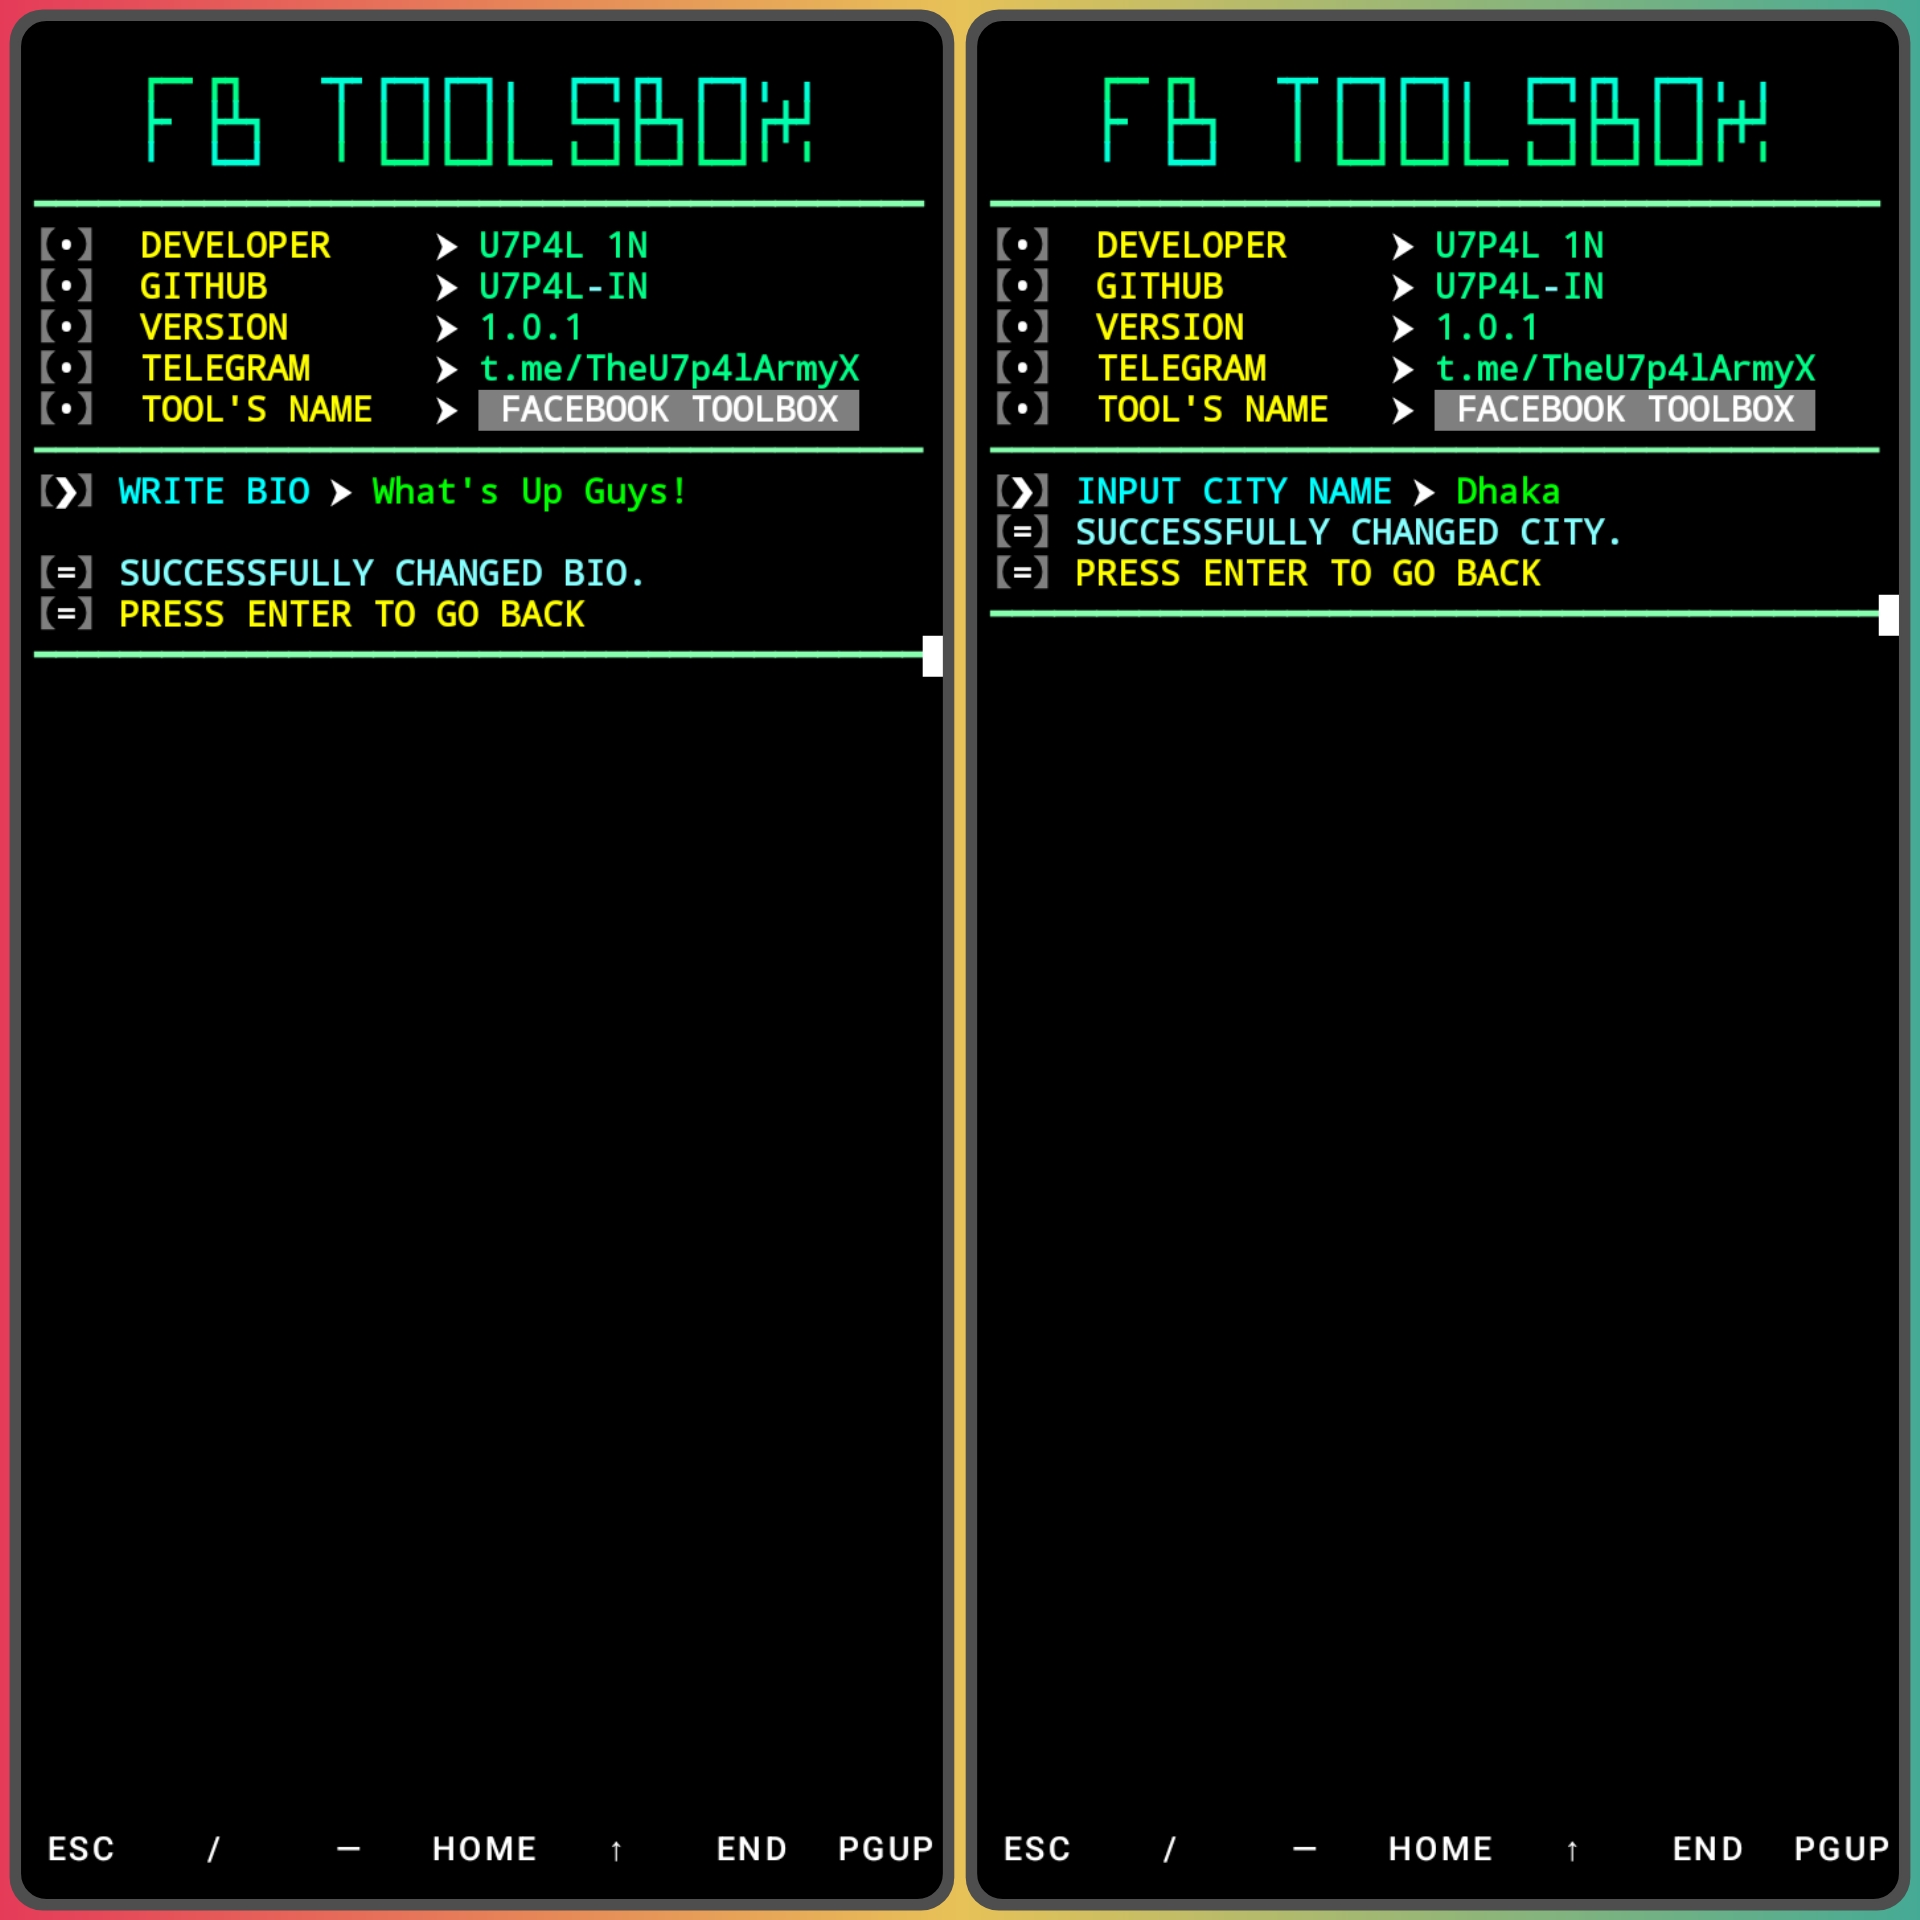 FB TOOLSBOX
[(•)] DEVELOPER ➤ U7P4L 1N
[(•)] GITHUB ➤ U7P4L-IN
[(•)] VERSION ➤ 1.0.1
[(•)] TELEGRAM ➤ t.me/TheU7p4lArmyX
[(•)] TOOL'S NAME ➤ FACEBOOK TOOLBOX
[(❯)] WRITE BIO ➤ What's Up Guys!
[(=)] SUCCESSFULLY CHANGED BIO.
[(=)] PRESS ENTER TO GO BACK
ESC / — HOME ↑ END PGUP
FB TOOLSBOX
[(•)] DEVELOPER ➤ U7P4L 1N
[(•)] GITHUB ➤ U7P4L-IN
[(•)] VERSION ➤ 1.0.1
[(•)] TELEGRAM ➤ t.me/TheU7p4lArmyX
[(•)] TOOL'S NAME ➤ FACEBOOK TOOLBOX
[(❯)] INPUT CITY NAME ➤ Dhaka
[(=)] SUCCESSFULLY CHANGED CITY.
[(=)] PRESS ENTER TO GO BACK
ESC / — HOME ↑ END PGUP